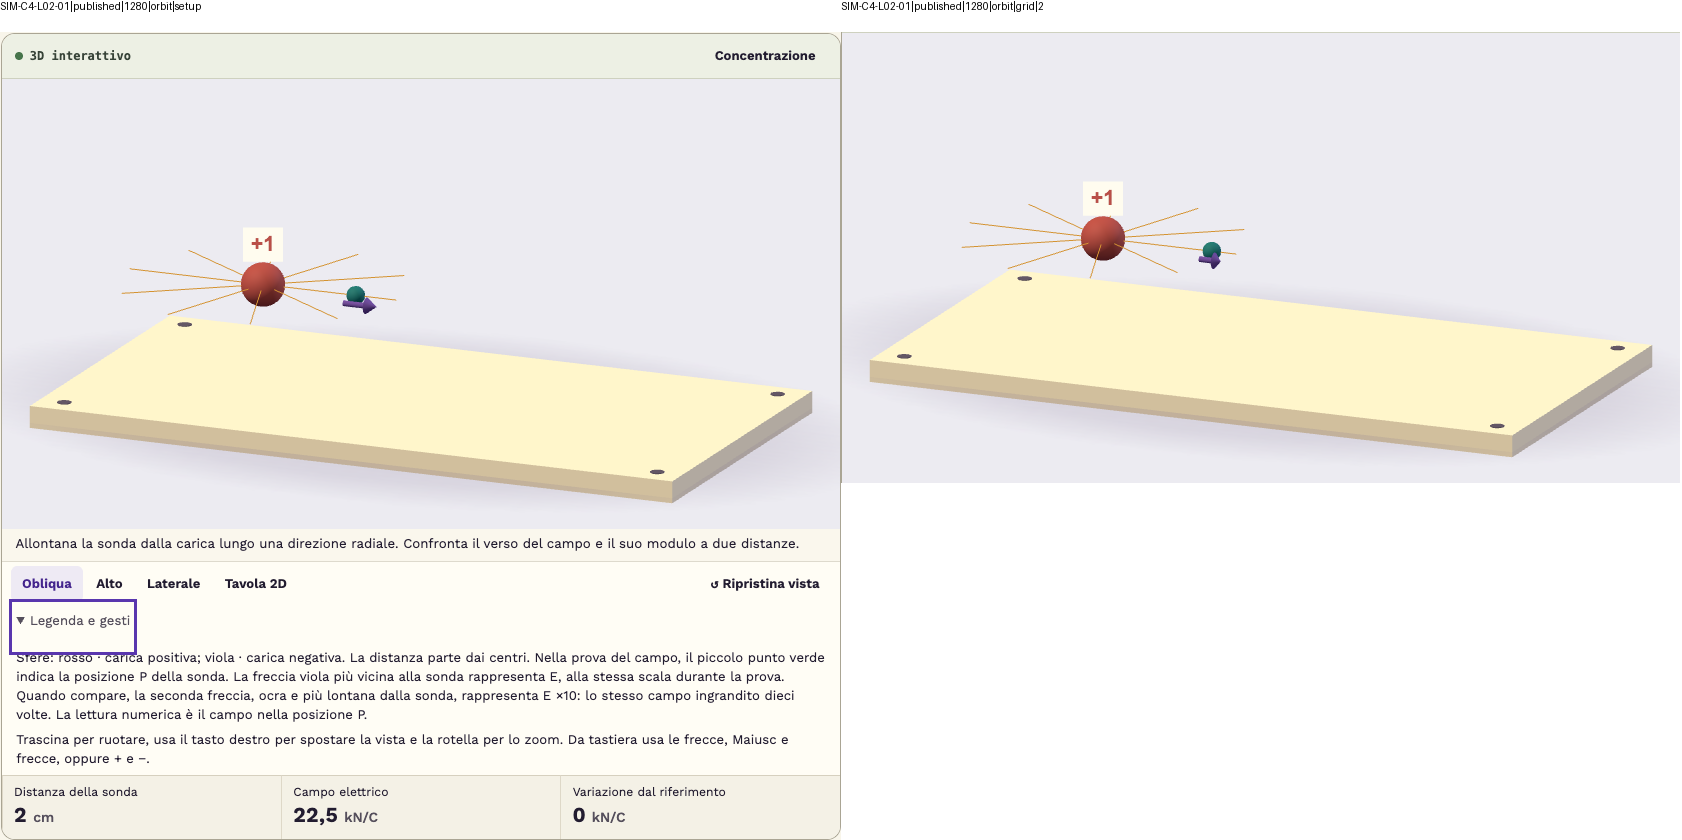 SIM-C4-L02-01|published|1280|orbit|setup
SIM-C4-L02-01|published|1280|orbit|grid|2
3D interattivo
Concentrazione
+1
+1
Allontana la sonda dalla carica lungo una direzione radiale. Confronta il verso del campo e il suo modulo a due distanze.
Obliqua Alto Laterale Tavola 2D ↺ Ripristina vista
▼ Legenda e gesti
Sfere: rosso · carica positiva; viola · carica negativa. La distanza parte dai centri. Nella prova del campo, il piccolo punto verde
indica la posizione P della sonda. La freccia viola più vicina alla sonda rappresenta E, alla stessa scala durante la prova.
Quando compare, la seconda freccia, ocra e più lontana dalla sonda, rappresenta E ×10: lo stesso campo ingrandito dieci
volte. La lettura numerica è il campo nella posizione P.
Trascina per ruotare, usa il tasto destro per spostare la vista e la rotella per lo zoom. Da tastiera usa le frecce, Maiusc e
frecce, oppure + e −.
Distanza della sonda
2 cm
Campo elettrico
22,5 kN/C
Variazione dal riferimento
0 kN/C